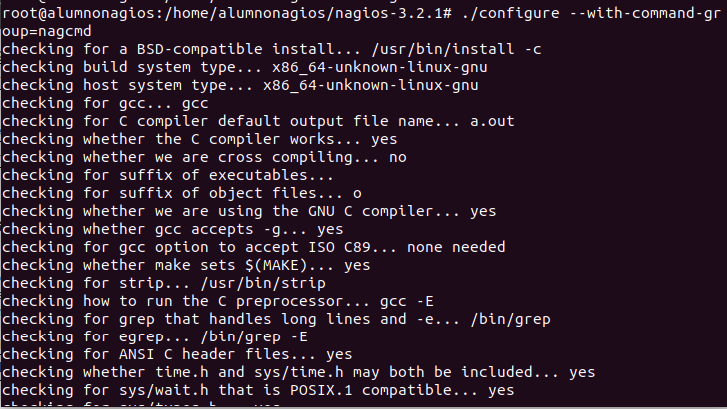 root@alumnonagios:/home/alumnonagios/nagios-3.2.1# ./configure --with-command-gr
oup=nagcmd
checking for a BSD-compatible install... /usr/bin/install -c
checking build system type... x86_64-unknown-linux-gnu
checking host system type... x86_64-unknown-linux-gnu
checking for gcc... gcc
checking for C compiler default output file name... a.out
checking whether the C compiler works... yes
checking whether we are cross compiling... no
checking for suffix of executables...
checking for suffix of object files... o
checking whether we are using the GNU C compiler... yes
checking whether gcc accepts -g... yes
checking for gcc option to accept ISO C89... none needed
checking whether make sets $(MAKE)... yes
checking for strip... /usr/bin/strip
checking how to run the C preprocessor... gcc -E
checking for grep that handles long lines and -e... /bin/grep
checking for egrep... /bin/grep -E
checking for ANSI C header files... yes
checking whether time.h and sys/time.h may both be included... yes
checking for sys/wait.h that is POSIX.1 compatible... yes